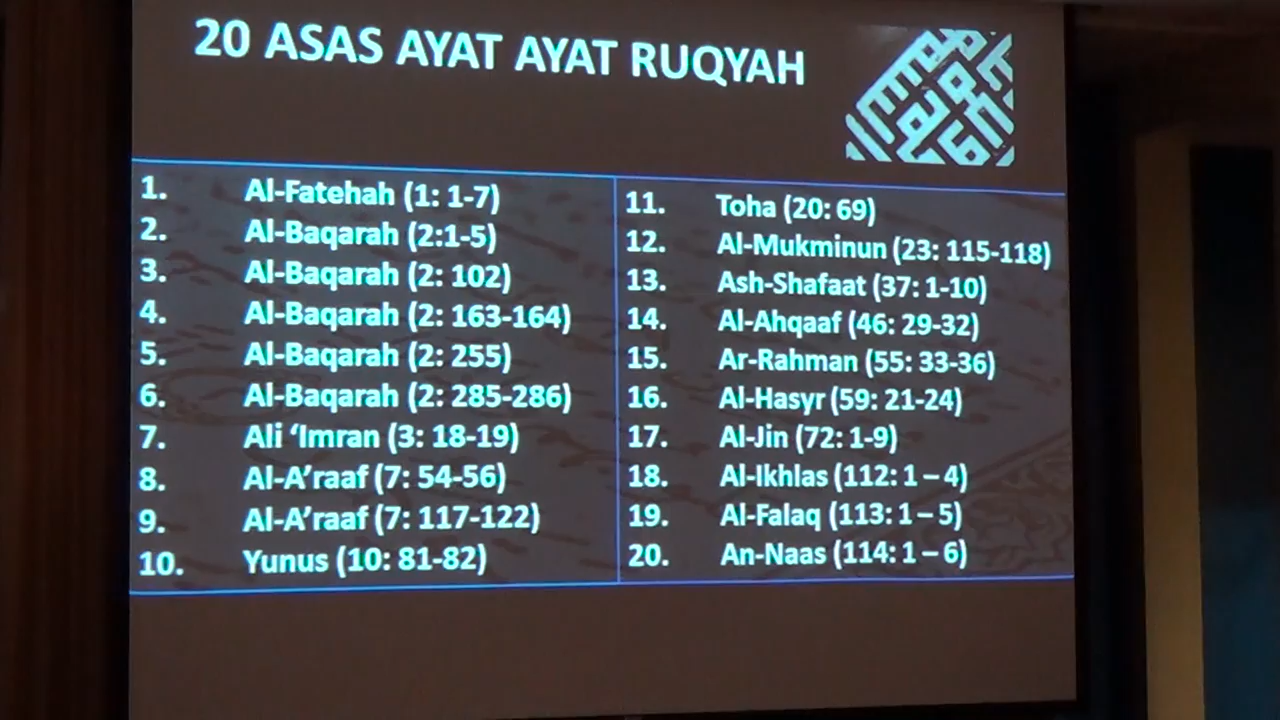 20 ASAS AYAT AYAT RUQYAH
1. Al-Fatehah (1: 1-7)
2. Al-Baqarah (2:1-5)
3. Al-Baqarah (2: 102)
4. Al-Baqarah (2: 163-164)
5. Al-Baqarah (2: 255)
6. Al-Baqarah (2: 285-286)
7. Ali ‘Imran (3: 18-19)
8. Al-A’raaf (7: 54-56)
9. Al-A’raaf (7: 117-122)
10. Yunus (10: 81-82)
11. Toha (20: 69)
12. Al-Mukminun (23: 115-118)
13. Ash-Shafaat (37: 1-10)
14. Al-Ahqaaf (46: 29-32)
15. Ar-Rahman (55: 33-36)
16. Al-Hasyr (59: 21-24)
17. Al-Jin (72: 1-9)
18. Al-Ikhlas (112: 1 – 4)
19. Al-Falaq (113: 1 – 5)
20. An-Naas (114: 1 – 6)